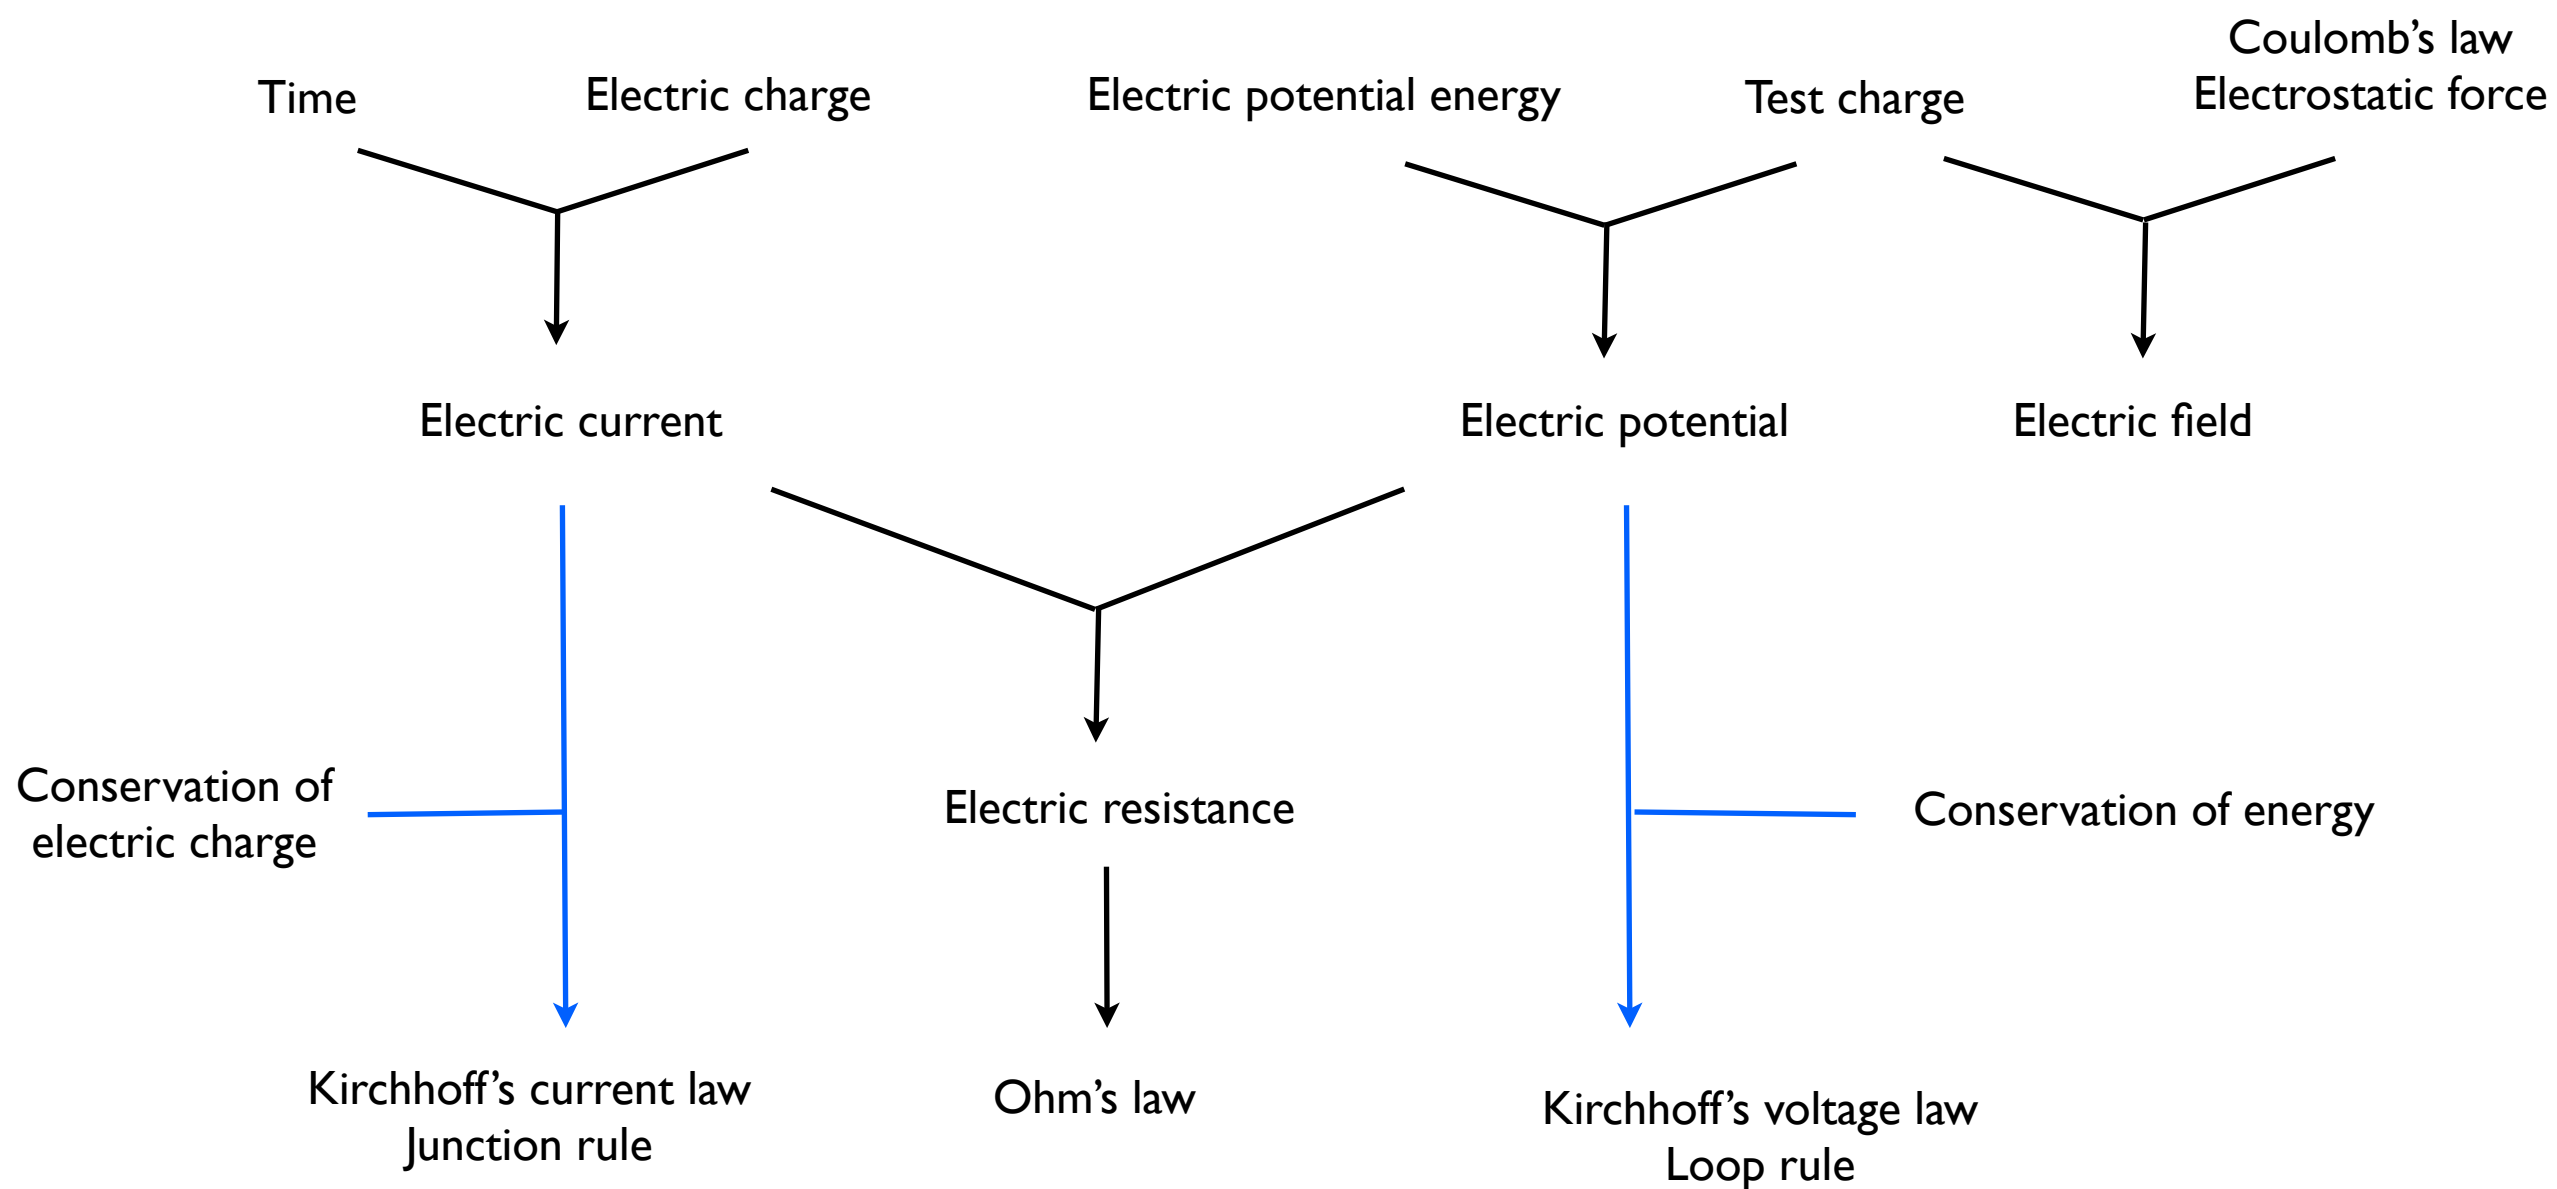 Coulomb’s law
Time
Electric charge
Electric potential energy
Test charge
Electrostatic force
Electric current
Electric potential
Electric field
Conservation of
electric charge
Electric resistance
Conservation of energy
Kirchhoff’s current law
Junction rule
Ohm’s law
Kirchhoff’s voltage law
Loop rule